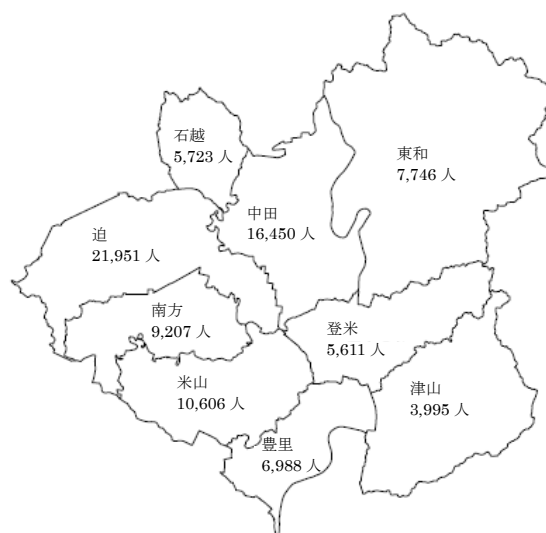 石越
5,723 人
東和
7,746 人
中田
16,450 人
迫
21,951 人
南方
9,207 人
登米
5,611 人
米山
10,606 人
津山
3,995 人
豊里
6,988 人